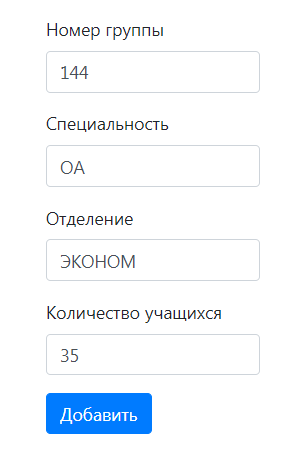 Номер группы
144
Специальность
ОА
Отделение
ЭКОНОМ
Количество учащихся
35
Добавить